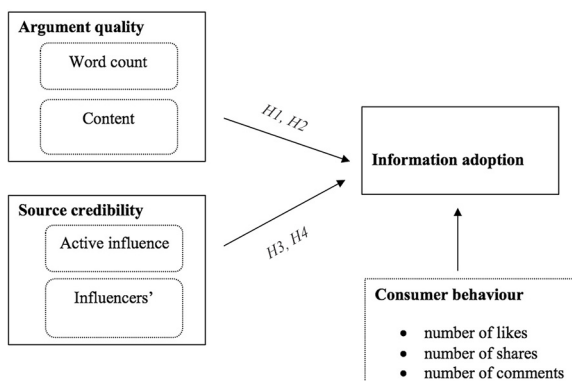 Argument quality
Word count
Content
H1, H2
Information adoption
Source credibility
Active influence
Influencers’
H3, H4
Consumer behaviour
• number of likes
• number of shares
• number of comments